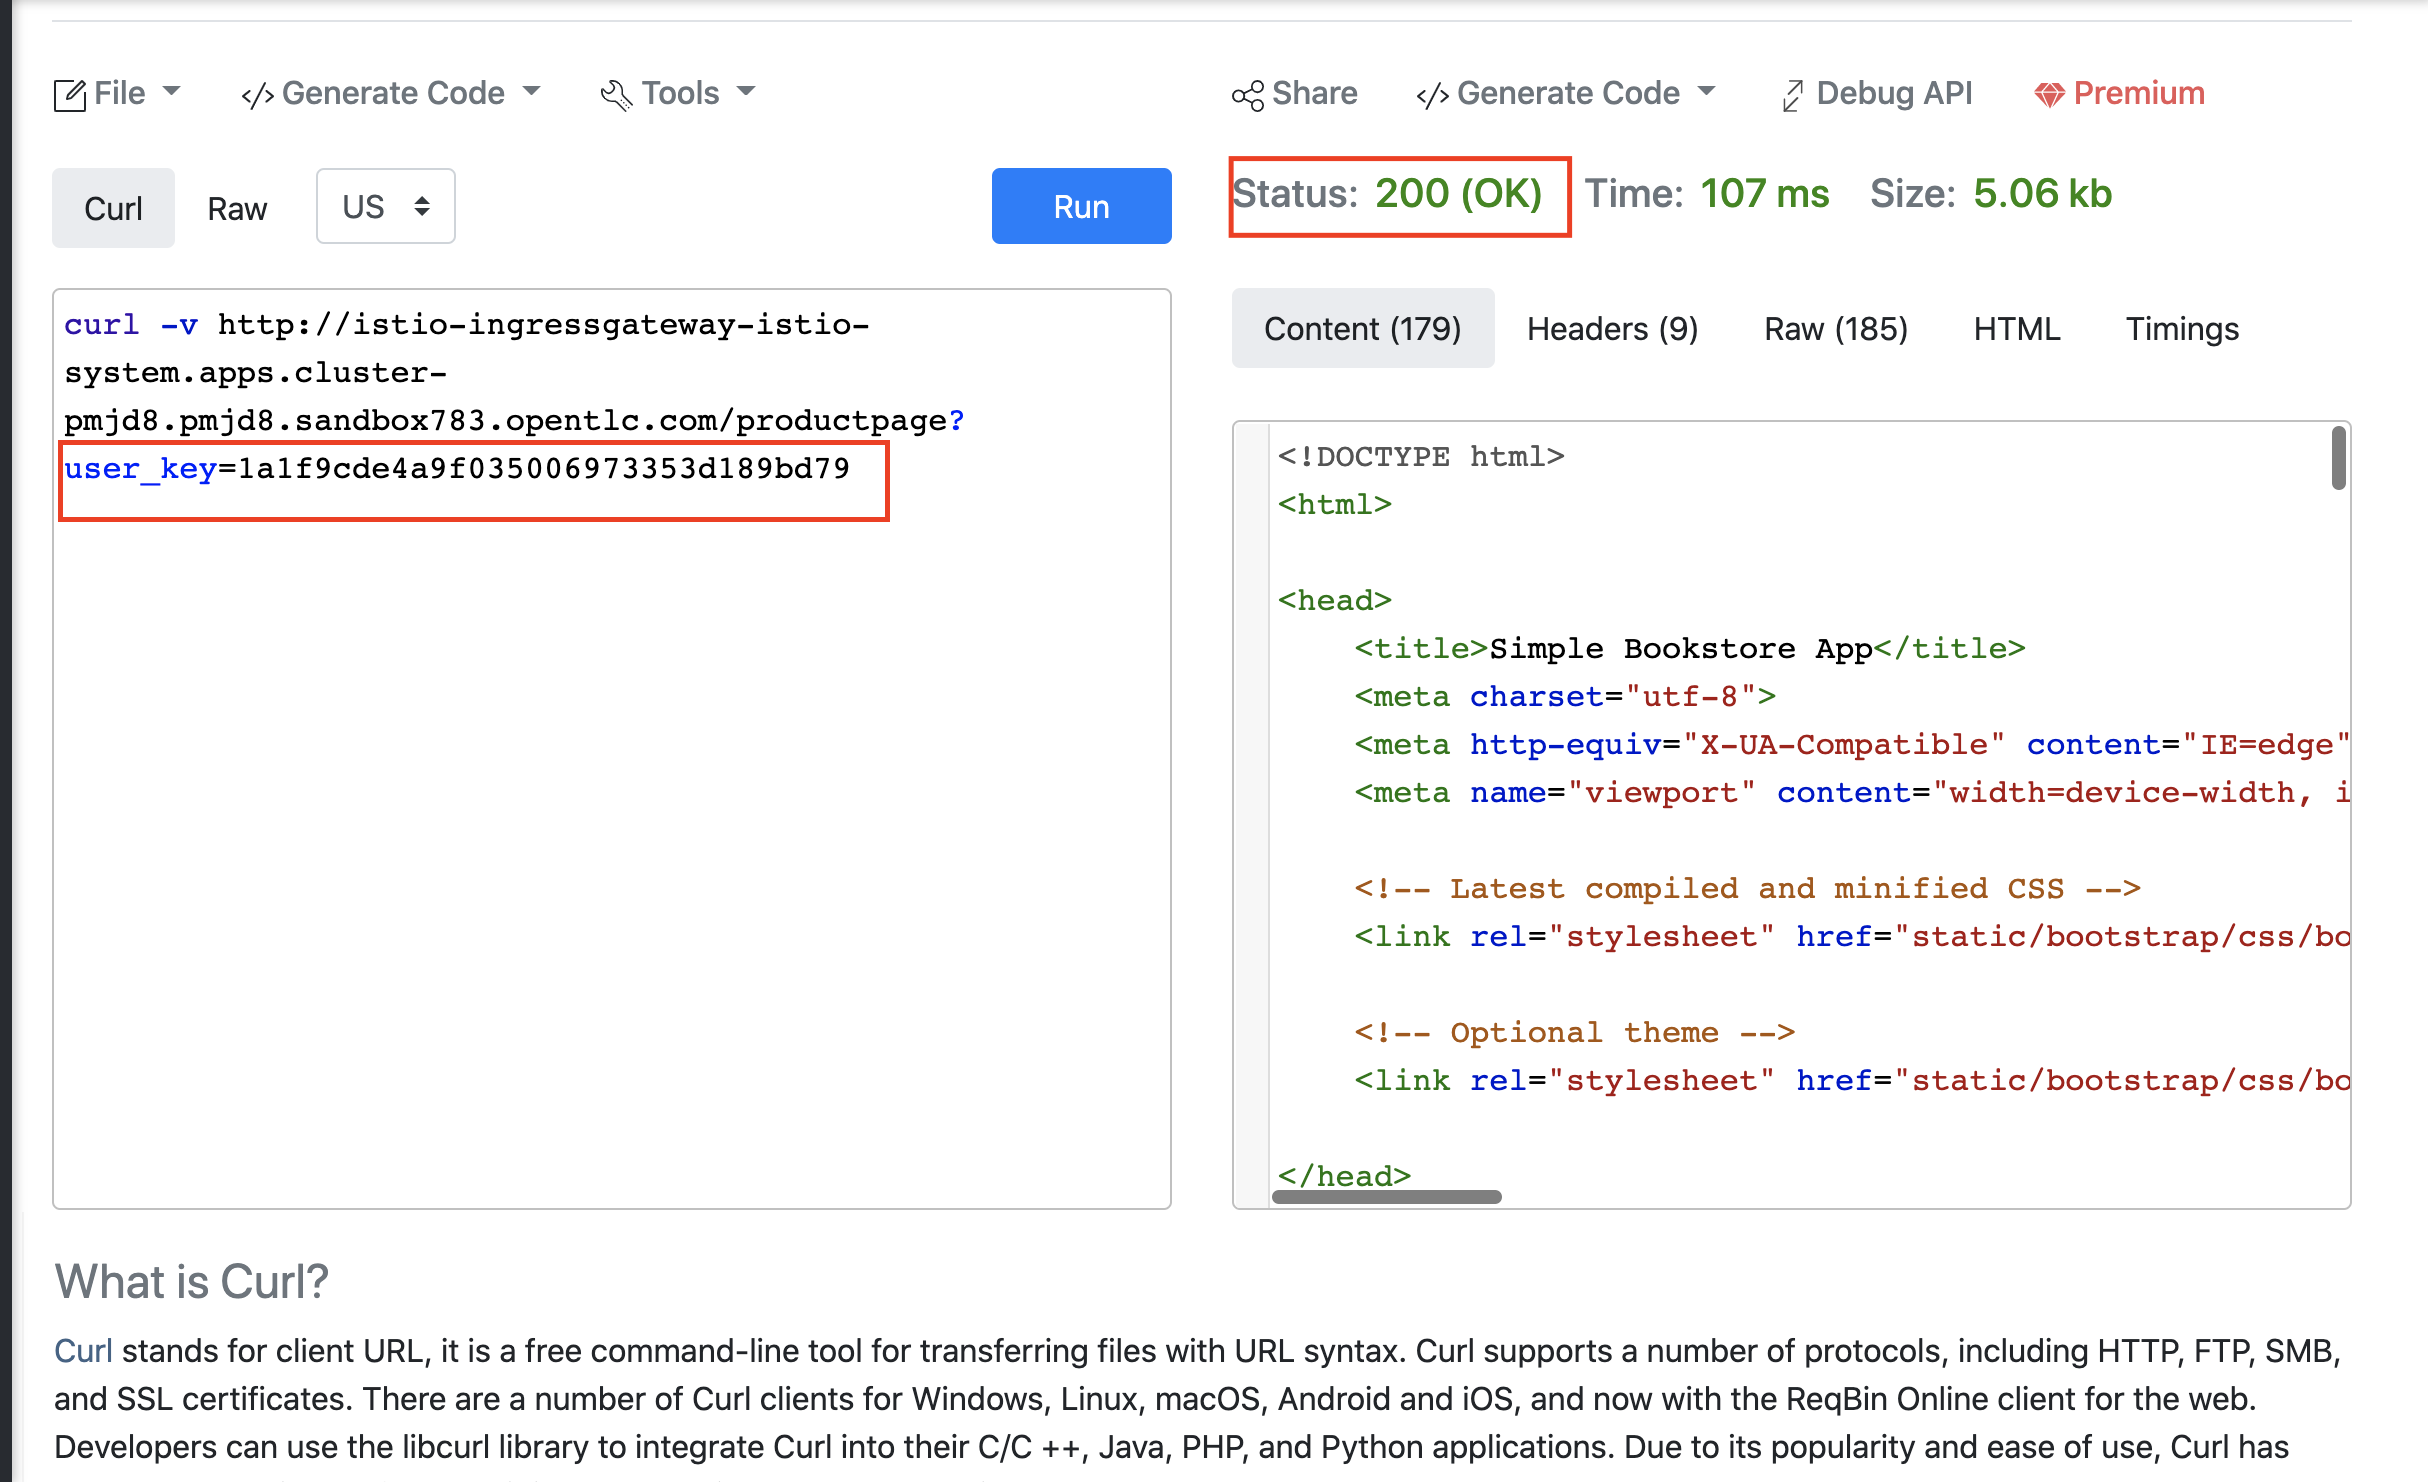 File Generate Code Tools
Share Generate Code Debug API Premium
Curl Raw US Run
Status: 200 (OK) Time: 107 ms Size: 5.06 kb
curl -v http://istio-ingressgateway-istio-
system.apps.cluster-
pmjd8.pmjd8.sandbox783.opentlc.com/productpage?
user_key=1a1f9cde4a9f035006973353d189bd79
Content (179) Headers (9) Raw (185) HTML Timings
<!DOCTYPE html>
<html>
<head>
<title>Simple Bookstore App</title>
<meta charset="utf-8">
<meta http-equiv="X-UA-Compatible" content="IE=edge"
<meta name="viewport" content="width=device-width, i
<!-- Latest compiled and minified CSS -->
<link rel="stylesheet" href="static/bootstrap/css/bo
<!-- Optional theme -->
<link rel="stylesheet" href="static/bootstrap/css/bo
</head>
What is Curl?
Curl stands for client URL, it is a free command-line tool for transferring files with URL syntax. Curl supports a number of protocols, including HTTP, FTP, SMB,
and SSL certificates. There are a number of Curl clients for Windows, Linux, macOS, Android and iOS, and now with the ReqBin Online client for the web.
Developers can use the libcurl library to integrate Curl into their C/C ++, Java, PHP, and Python applications. Due to its popularity and ease of use, Curl has